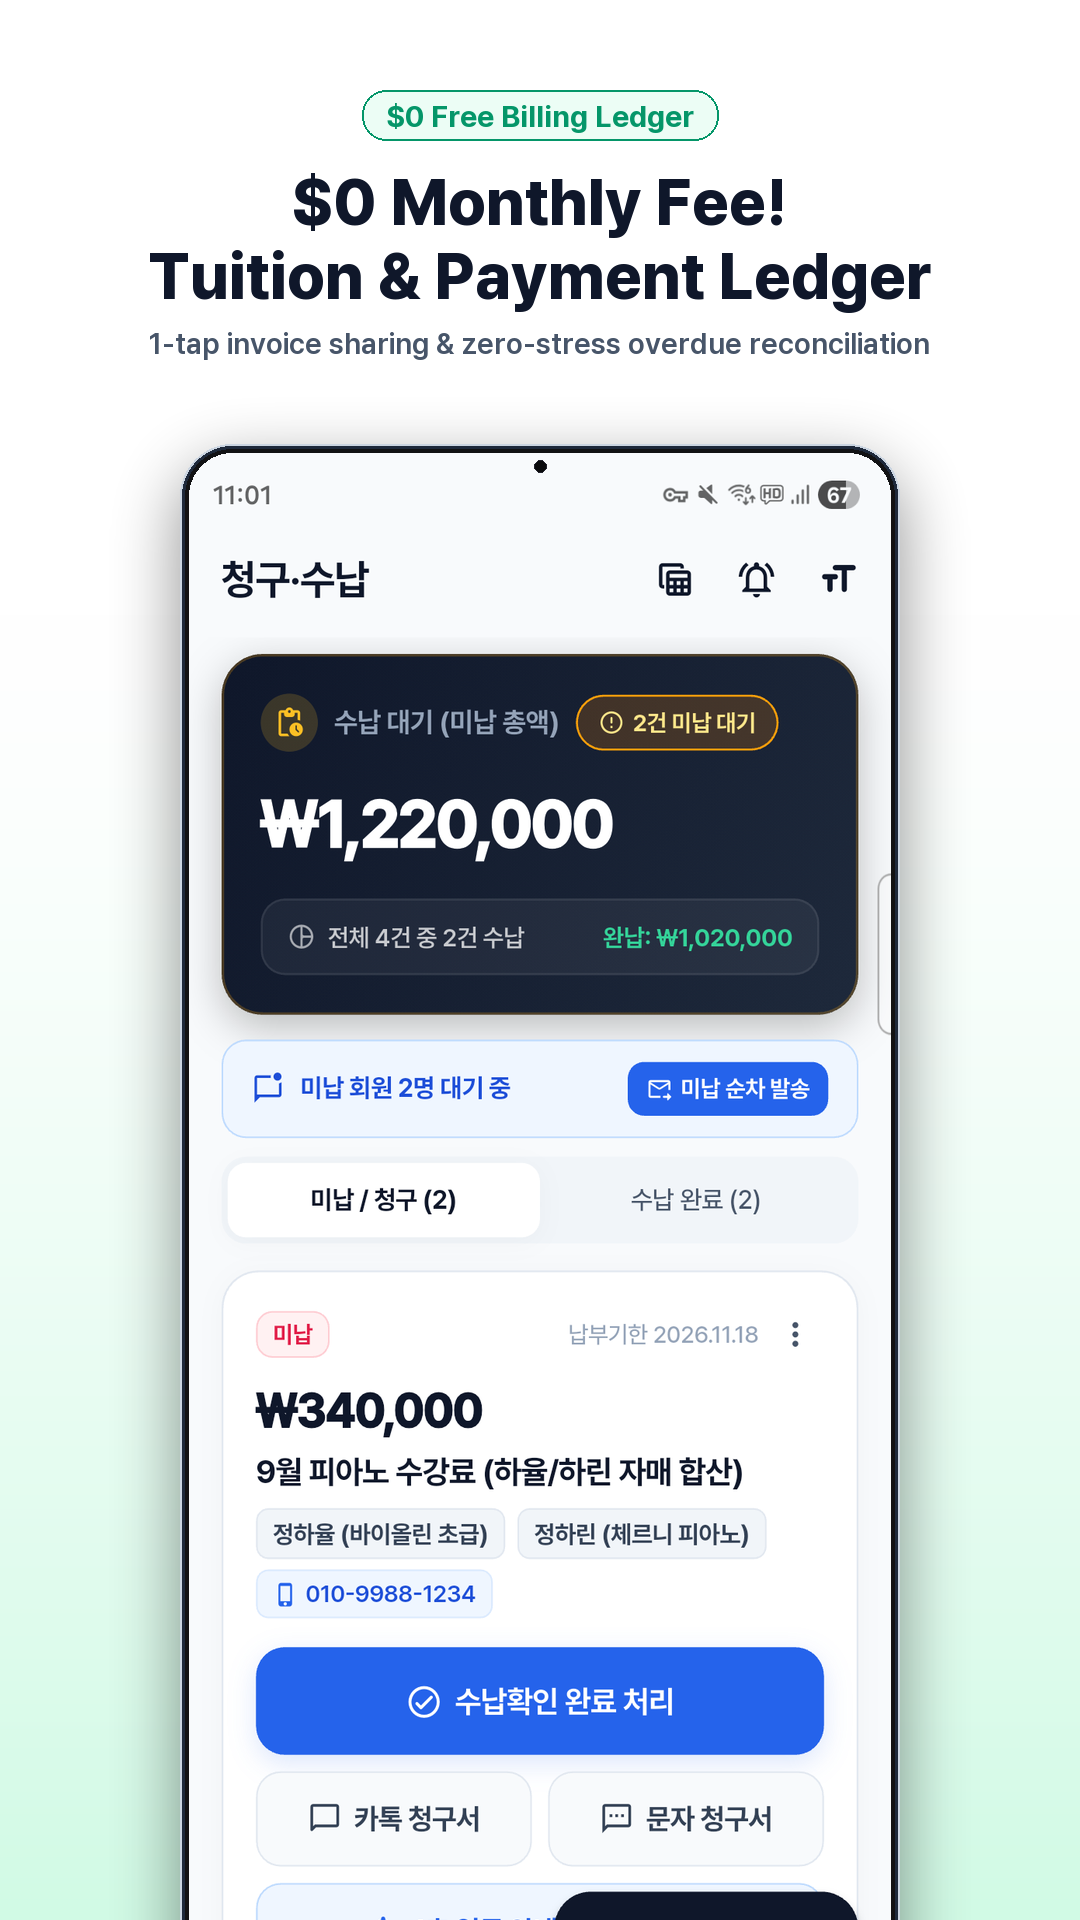 $0 Free Billing Ledger
$0 Monthly Fee!
Tuition & Payment Ledger
1-tap invoice sharing & zero-stress overdue reconciliation
11:01
HD
67
청구·수납
수납 대기 (미납 총액)
2건 미납 대기
₩1,220,000
전체 4건 중 2건 수납
완납: ₩1,020,000
미납 회원 2명 대기 중
미납 순차 발송
미납 / 청구 (2)
수납 완료 (2)
미납
납부기한 2026.11.18
₩340,000
9월 피아노 수강료 (하율/하린 자매 합산)
정하율 (바이올린 초급)
정하린 (체르니 피아노)
010-9988-1234
수납확인 완료 처리
카톡 청구서
문자 청구서